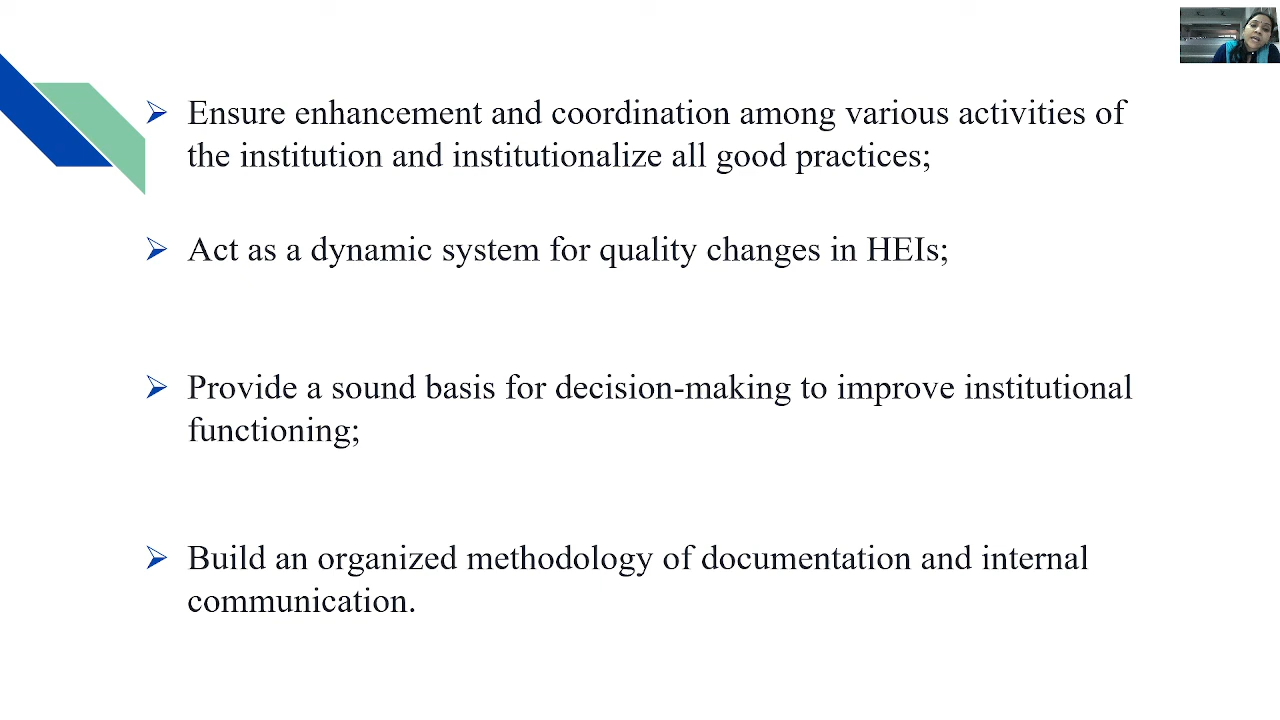 Ensure enhancement and coordination among various activities of
the institution and institutionalize all good practices;
Act as a dynamic system for quality changes in HEIs;
Provide a sound basis for decision-making to improve institutional
functioning;
Build an organized methodology of documentation and internal
communication.